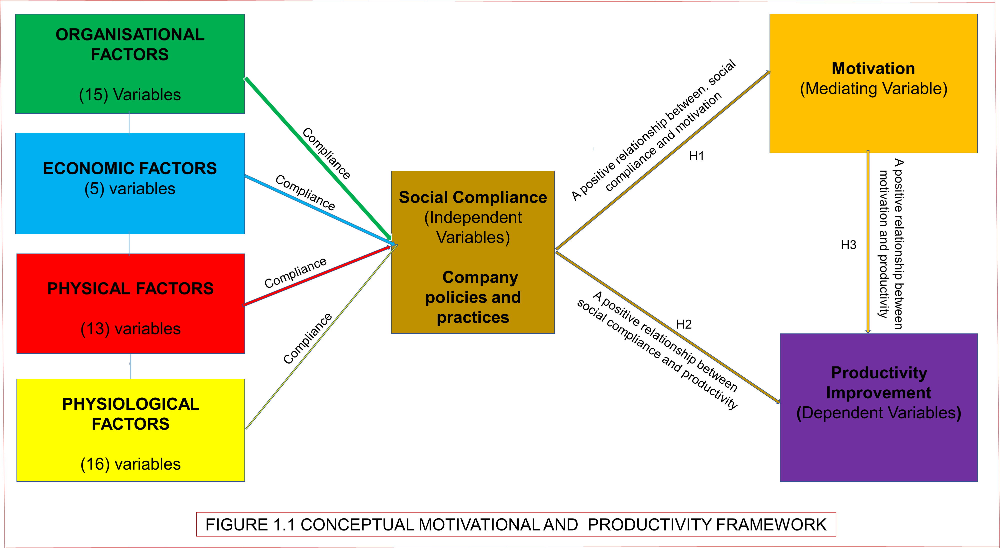 ORGANISATIONAL
FACTORS
(15) Variables
ECONOMIC FACTORS
(5) variables
PHYSICAL FACTORS
(13) variables
PHYSIOLOGICAL
FACTORS
(16) variables
Compliance
Compliance
Compliance
Compliance
Social Compliance
(Independent
Variables)
Company
policies and
practices
A positive relationship between. social
compliance and motivation
H1
A positive relationship between
social compliance and productivity
H2
Motivation
(Mediating Variable)
A positive relationship between
motivation and productivity
H3
Productivity
Improvement
(Dependent Variables)
FIGURE 1.1 CONCEPTUAL MOTIVATIONAL AND  PRODUCTIVITY FRAMEWORK